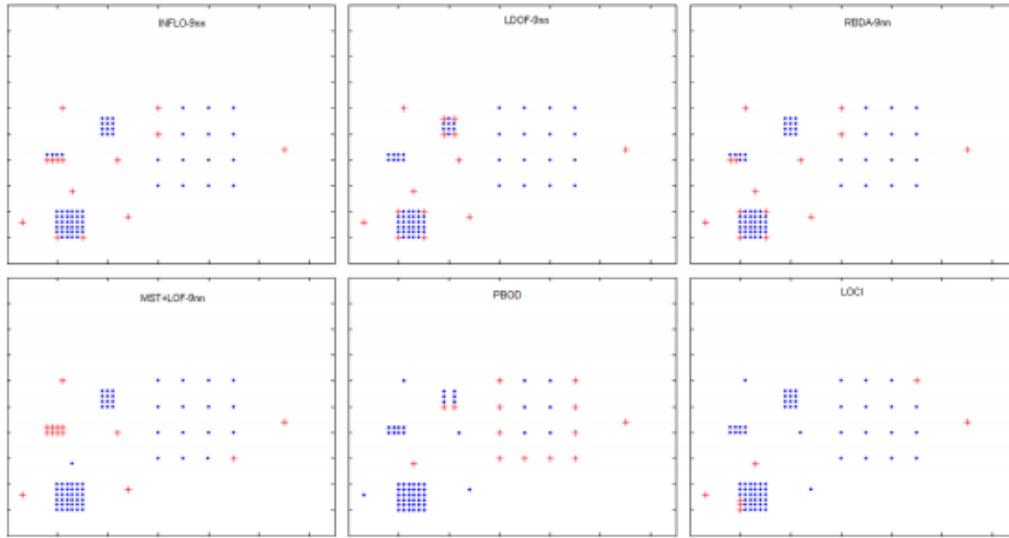 INFLO-9nn
LDOF-9nn
RBDA-9nn
MST+LOF-9nn
PBOD
LOCI